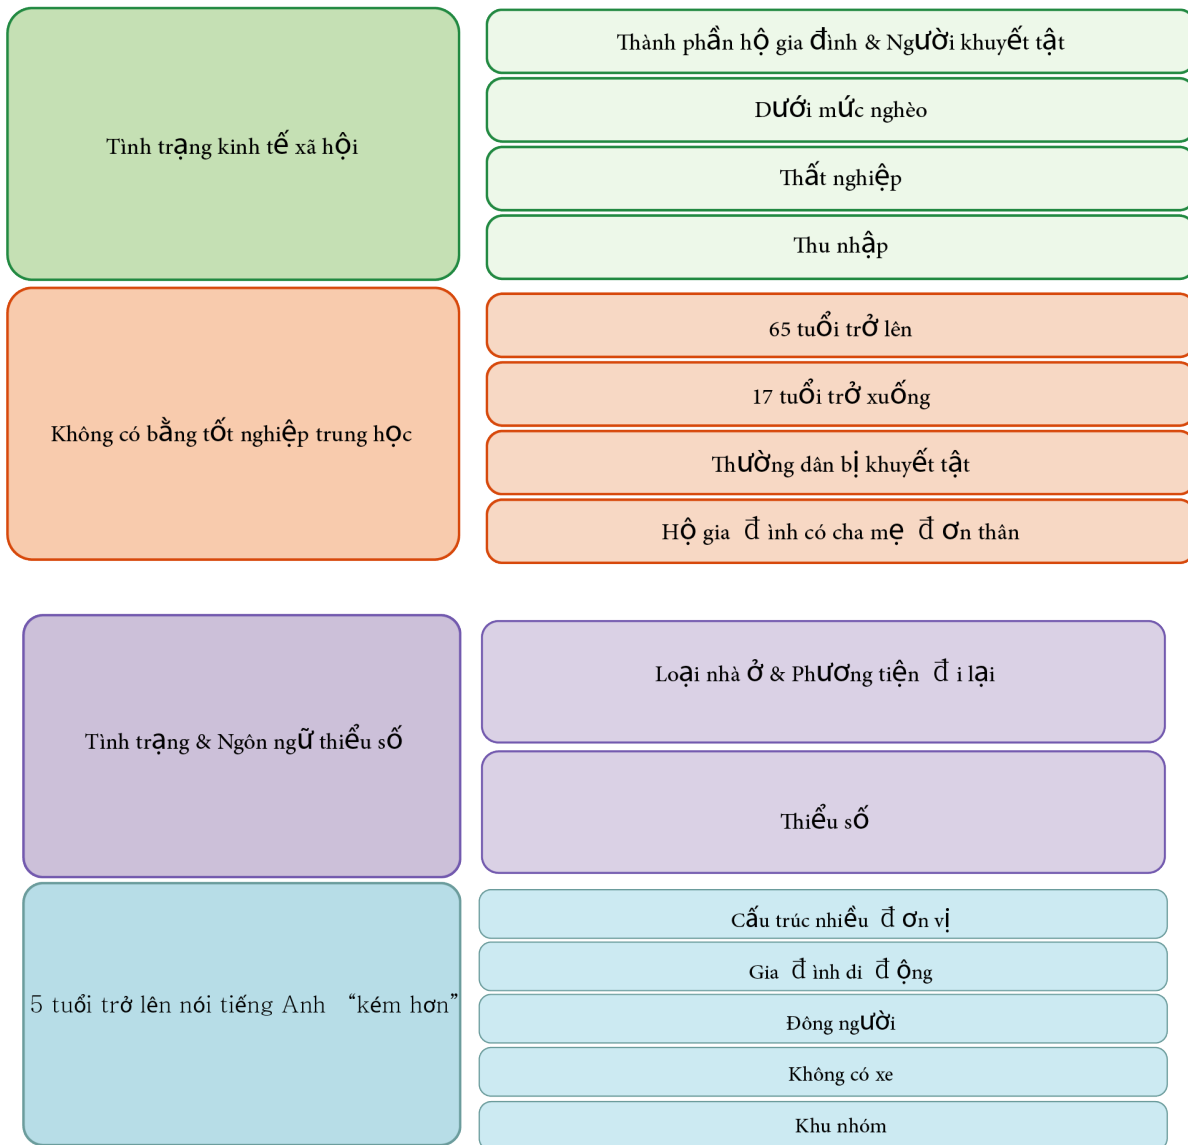 Tình trạng kinh tế xã hội
Thành phần hộ gia đình & Người khuyết tật
Dưới mức nghèo
Thất nghiệp
Thu nhập
Không có bằng tốt nghiệp trung học
65 tuổi trở lên
17 tuổi trở xuống
Thường dân bị khuyết tật
Hộ gia đình có cha mẹ đơn thân
Tình trạng & Ngôn ngữ thiểu số
Loại nhà ở & Phương tiện đi lại
Thiểu số
5 tuổi trở lên nói tiếng Anh “kém hơn”
Cấu trúc nhiều đơn vị
Gia đình di động
Đông người
Không có xe
Khu nhóm